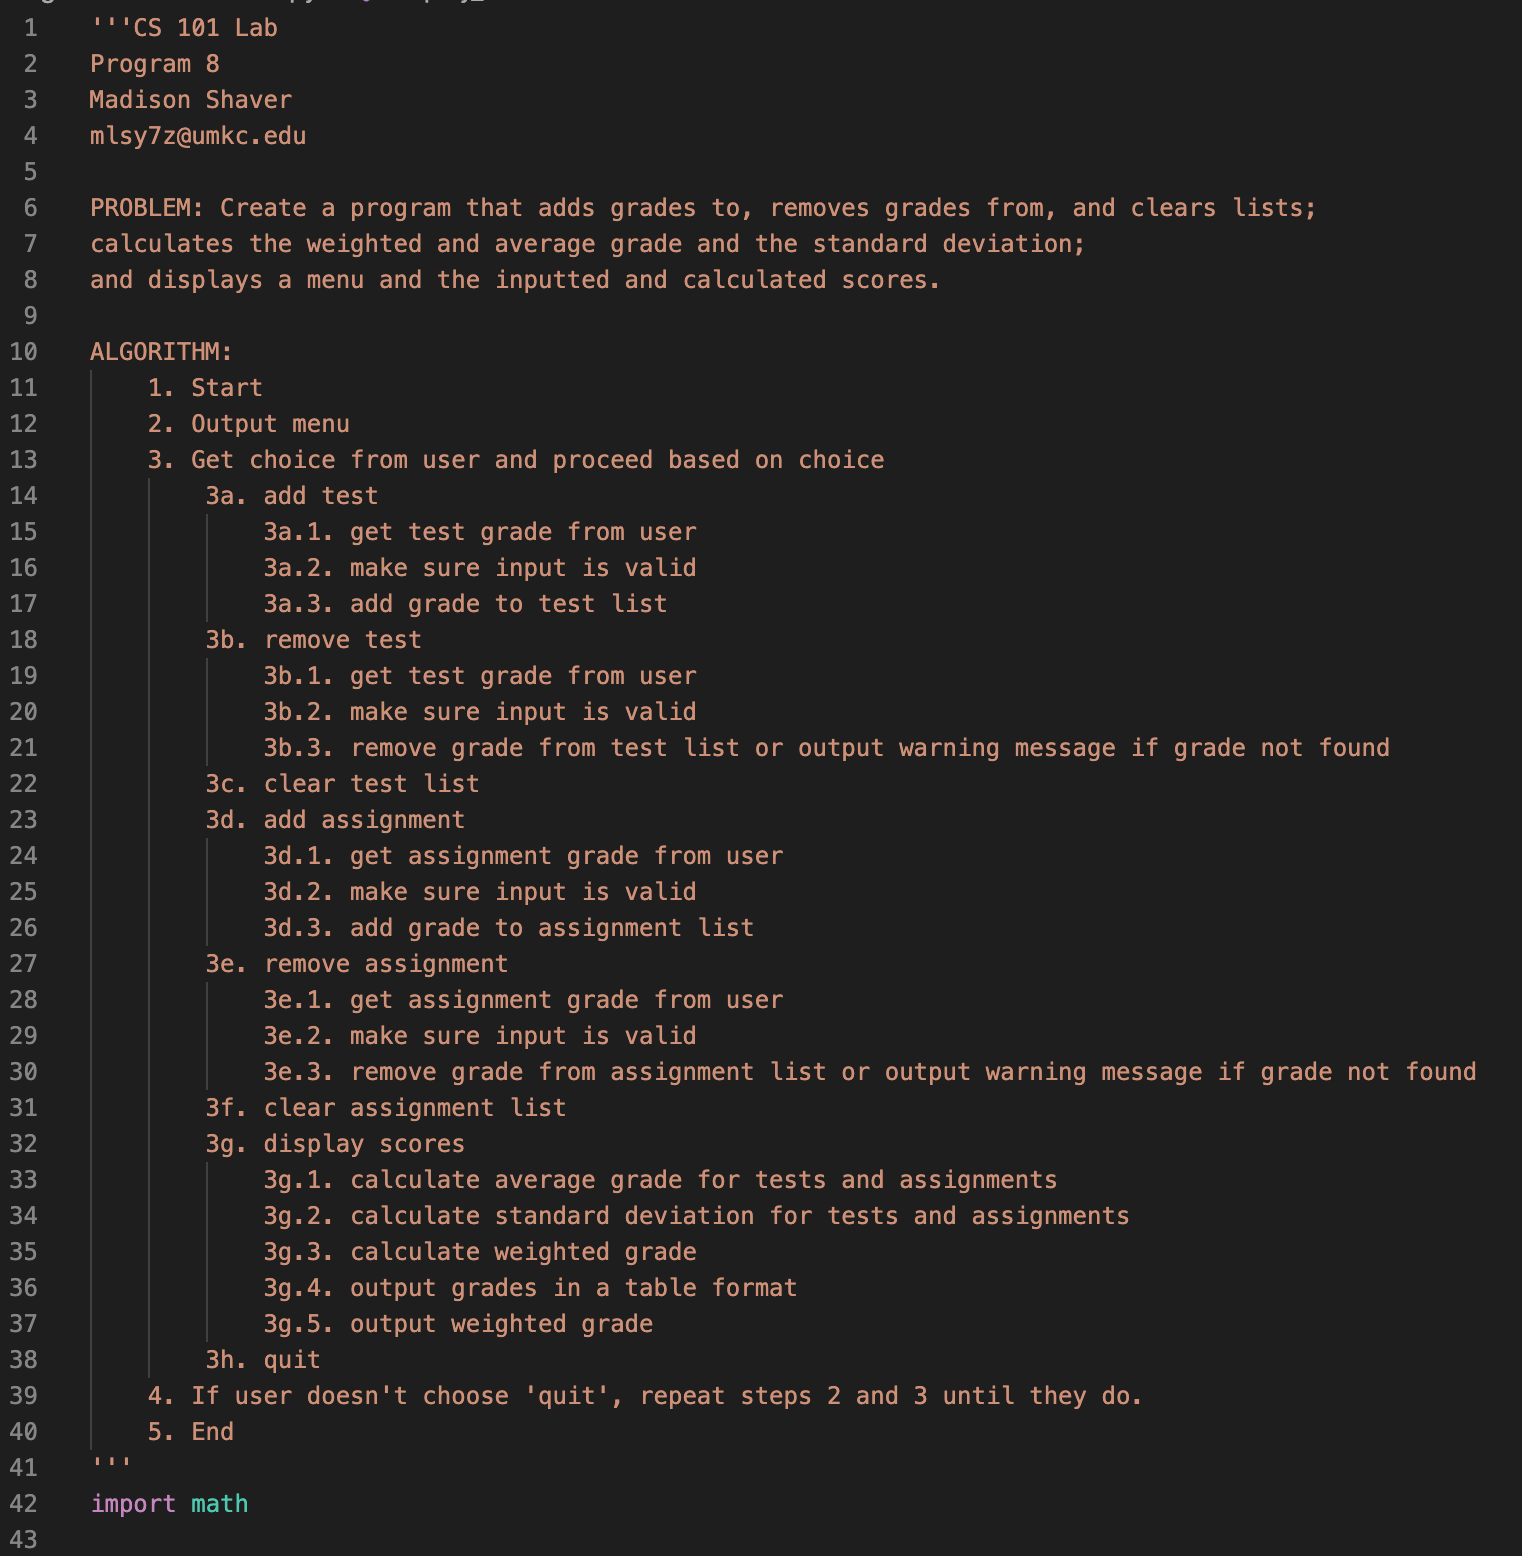 1 '''CS 101 Lab
2 Program 8
3 Madison Shaver
4 mlsy7z@umkc.edu
5
6 PROBLEM: Create a program that adds grades to, removes grades from, and clears lists;
7 calculates the weighted and average grade and the standard deviation;
8 and displays a menu and the inputted and calculated scores.
9
10 ALGORITHM:
11 1. Start
12 2. Output menu
13 3. Get choice from user and proceed based on choice
14 3a. add test
15 3a.1. get test grade from user
16 3a.2. make sure input is valid
17 3a.3. add grade to test list
18 3b. remove test
19 3b.1. get test grade from user
20 3b.2. make sure input is valid
21 3b.3. remove grade from test list or output warning message if grade not found
22 3c. clear test list
23 3d. add assignment
24 3d.1. get assignment grade from user
25 3d.2. make sure input is valid
26 3d.3. add grade to assignment list
27 3e. remove assignment
28 3e.1. get assignment grade from user
29 3e.2. make sure input is valid
30 3e.3. remove grade from assignment list or output warning message if grade not found
31 3f. clear assignment list
32 3g. display scores
33 3g.1. calculate average grade for tests and assignments
34 3g.2. calculate standard deviation for tests and assignments
35 3g.3. calculate weighted grade
36 3g.4. output grades in a table format
37 3g.5. output weighted grade
38 3h. quit
39 4. If user doesn't choose 'quit', repeat steps 2 and 3 until they do.
40 5. End
41 '''
42 import math
43